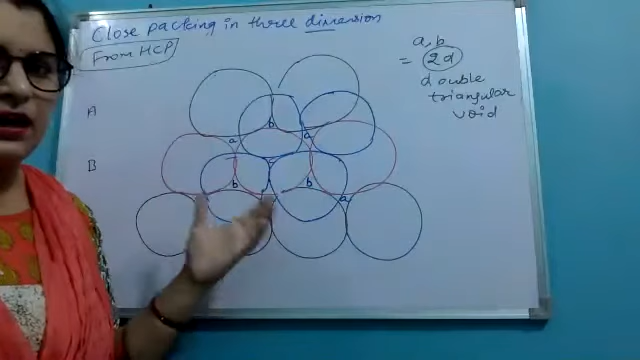 Close packing in three dimension
From HCP
a, b
= 2d
double
triangular
void
A
B
b
a
a
b
b
a